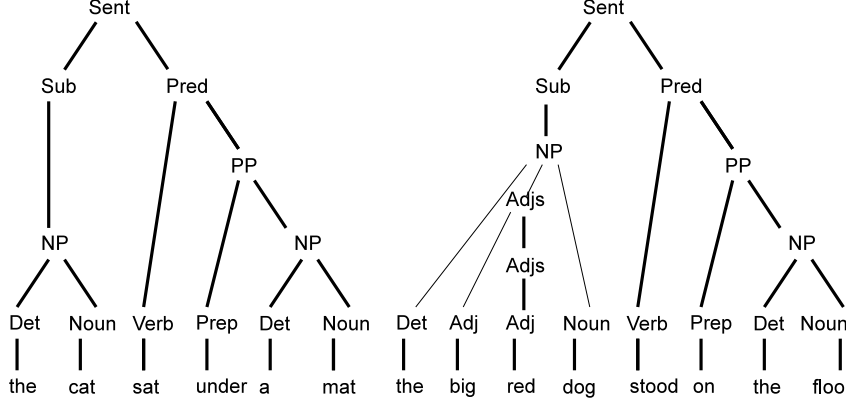 Sent Sent
Sub Pred Sub Pred
NP
PP PP
Adjs
NP NP NP
Adjs
Det Noun Verb Prep Det Noun Det Adj Adj Noun Verb Prep Det Noun
the cat sat under a mat the big red dog stood on the floo